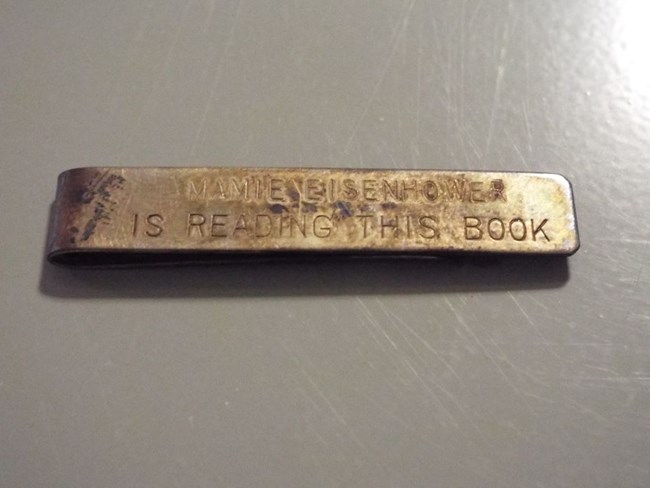 MAMIE EISENHOWER
IS READING THIS BOOK